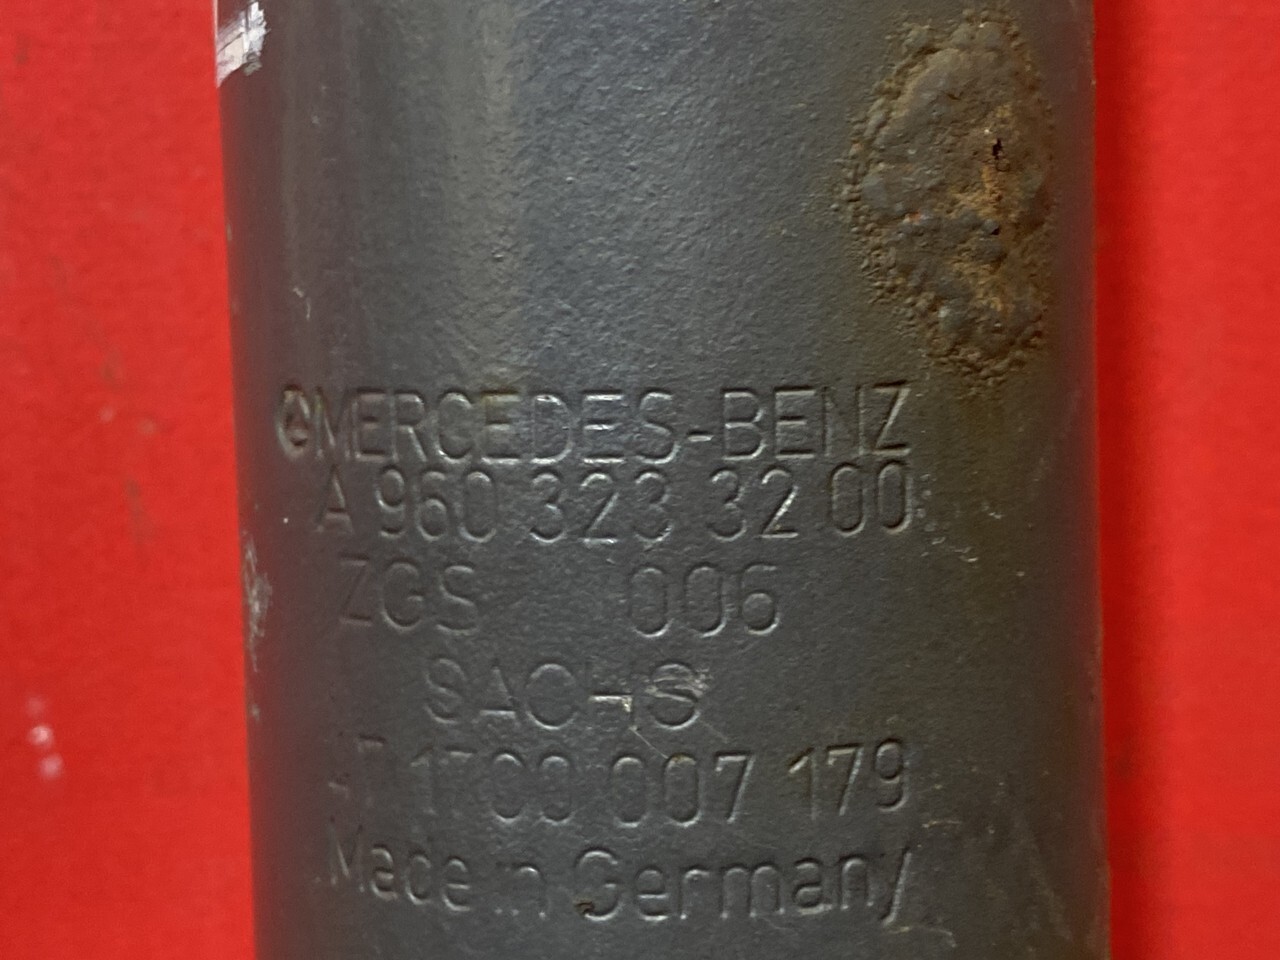 MERCEDES-BENZ
A 960 323 32 00
ZGS 006
SACHS
1700 007 179
Made in Germany